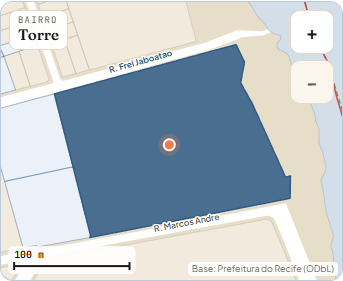 BAIRRO
Torre
+
−
R. Frei Jaboatao
R. Marcos Andre
100 m
Base: Prefeitura do Recife (ODbL)